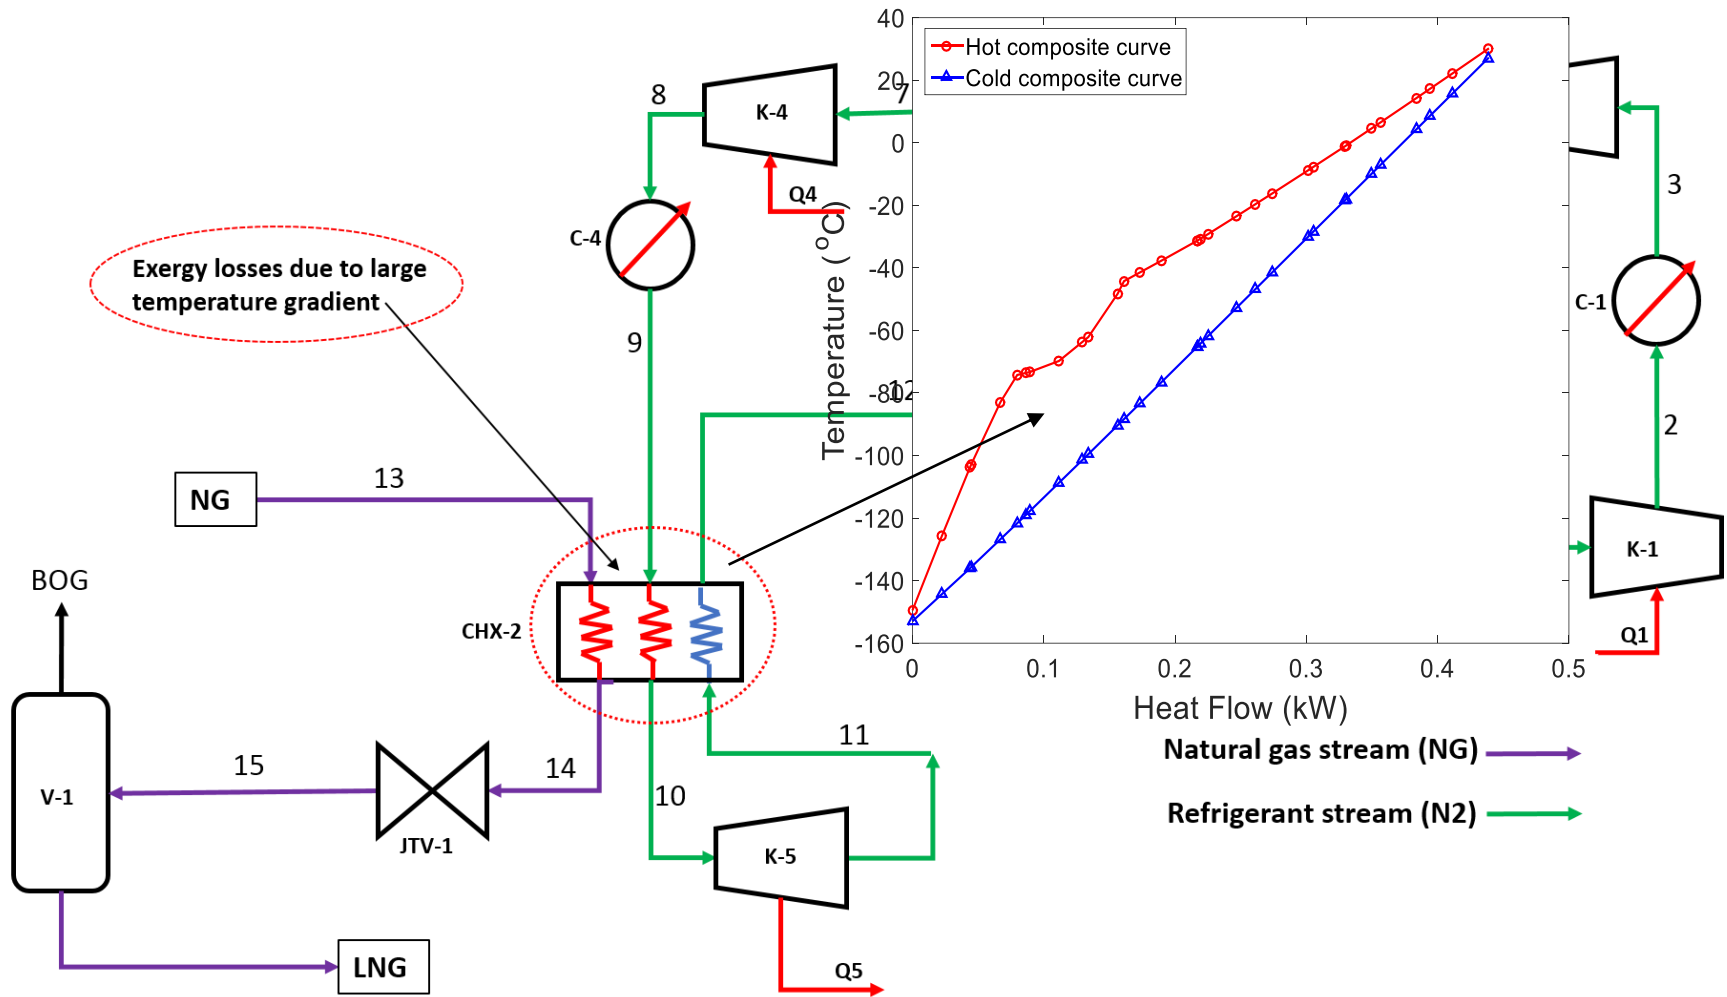 40
Hot composite curve
Cold composite curve
20
0
-20
-40
-60
-80
-100
-120
-140
-160
0
0.1
0.2
0.3
0.4
0.5
Temperature (°C)
Heat Flow (kW)
8
K-4
7
Q4
C-4
3
C-1
2
K-1
Q1
Exergy losses due to large
temperature gradient
9
12
13
NG
BOG
CHX-2
11
Natural gas stream (NG)
Refrigerant stream (N2)
15
14
10
V-1
JTV-1
K-5
LNG
Q5